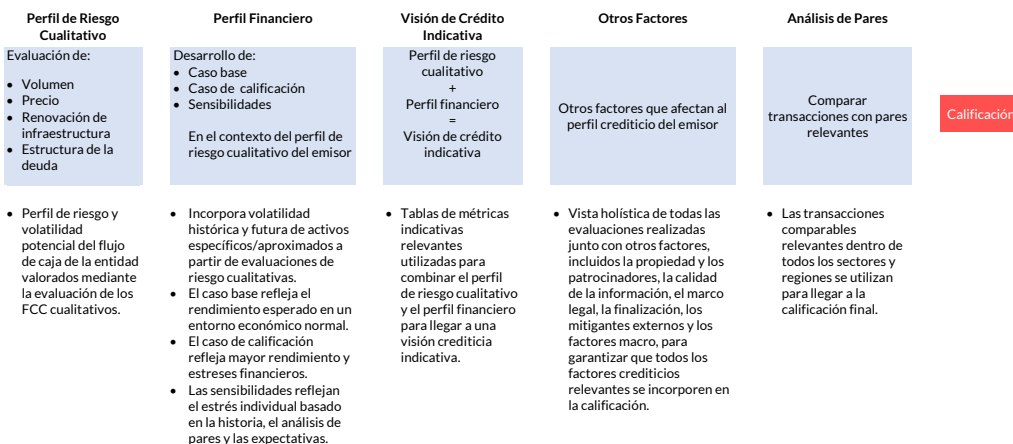 Perfil de Riesgo
Cualitativo
Evaluación de:
• Volumen
• Precio
• Renovación de
infraestructura
• Estructura de la
deuda
• Perfil de riesgo y
volatilidad
potencial del flujo
de caja de la entidad
valorados mediante
la evaluación de los
FCC cualitativos.
Perfil Financiero
Desarrollo de:
• Caso base
• Caso de calificación
• Sensibilidades
En el contexto del perfil de
riesgo cualitativo del emisor
• Incorpora volatilidad
histórica y futura de activos
específicos/aproximados a
partir de evaluaciones de
riesgo cualitativas.
• El caso base refleja el
rendimiento esperado en un
entorno económico normal.
• El caso de calificación
refleja mayor rendimiento y
estreses financieros.
• Las sensibilidades reflejan
el estrés individual basado
en la historia, el análisis de
pares y las expectativas.
Visión de Crédito
Indicativa
Perfil de riesgo
cualitativo
+
Perfil financiero
=
Visión de crédito
indicativa
• Tablas de métricas
indicativas
relevantes
utilizadas para
combinar el perfil
de riesgo cualitativo
y el perfil financiero
para llegar a una
visión crediticia
indicativa.
Otros Factores
Otros factores que afectan al
perfil crediticio del emisor
• Vista holística de todas las
evaluaciones realizadas
junto con otros factores,
incluidos la propiedad y los
patrocinadores, la calidad
de la información, el marco
legal, la finalización, los
mitigantes externos y los
factores macro, para
garantizar que todos los
factores crediticios
relevantes se incorporen en
la calificación.
Análisis de Pares
Comparar
transacciones con pares
relevantes
• Las transacciones
comparables
relevantes dentro de
todos los sectores y
regiones se utilizan
para llegar a la
calificación final.
Calificación